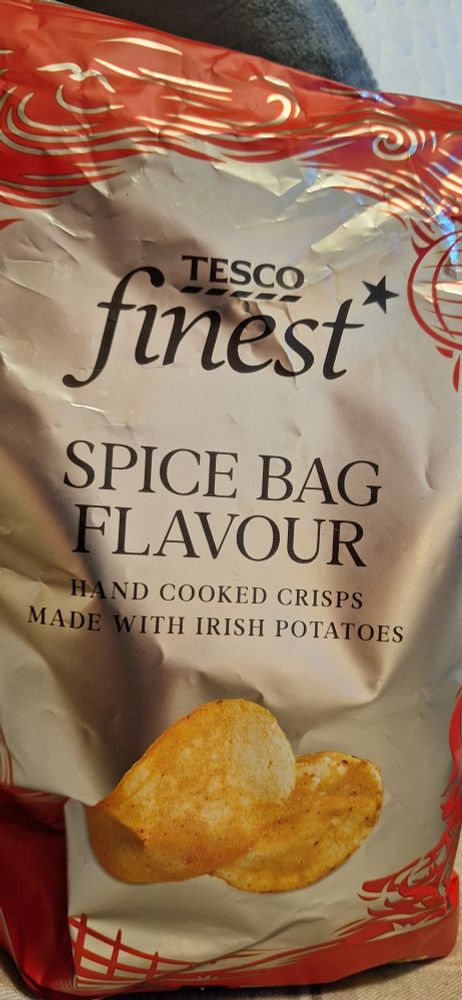 TESCO
finest*
SPICE BAG
FLAVOUR
HAND COOKED CRISPS
MADE WITH IRISH POTATOES